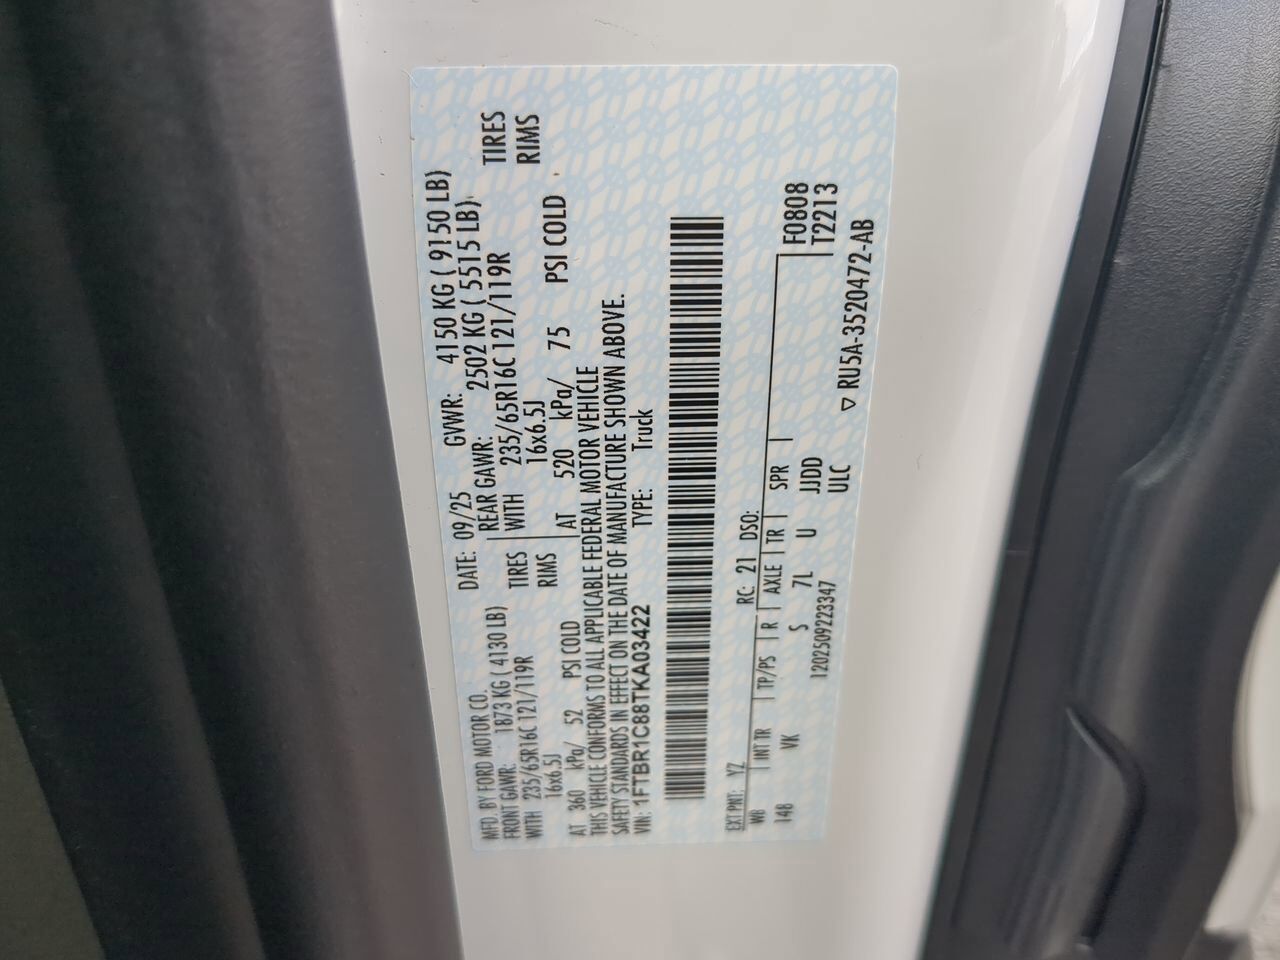 MFD. BY FORD MOTOR CO.
DATE: 09/25 GVWR: 4150 KG ( 9150 LB)
FRONT GAWR: 1873 KG ( 4130 LB) REAR GAWR: 2502 KG ( 5515 LB)
WITH 235/65R16C 121/119R TIRES WITH 235/65R16C 121/119R TIRES
16x6.5J RIMS 16x6.5J RIMS
AT 360 kPa/ 52 PSI COLD AT 520 kPa/ 75 PSI COLD
THIS VEHICLE CONFORMS TO ALL APPLICABLE FEDERAL MOTOR VEHICLE
SAFETY STANDARDS IN EFFECT ON THE DATE OF MANUFACTURE SHOWN ABOVE.
VIN: 1FTBR1C88TKA03422 TYPE: Truck
EXT PNT: YZ RC: 21 DSO: F0808
WB INT TR TP/PS R AXLE TR SPR T2213
148 VK S 7L U JJDD
1202509223347 ULC ▽ RU5A-3520472-AB